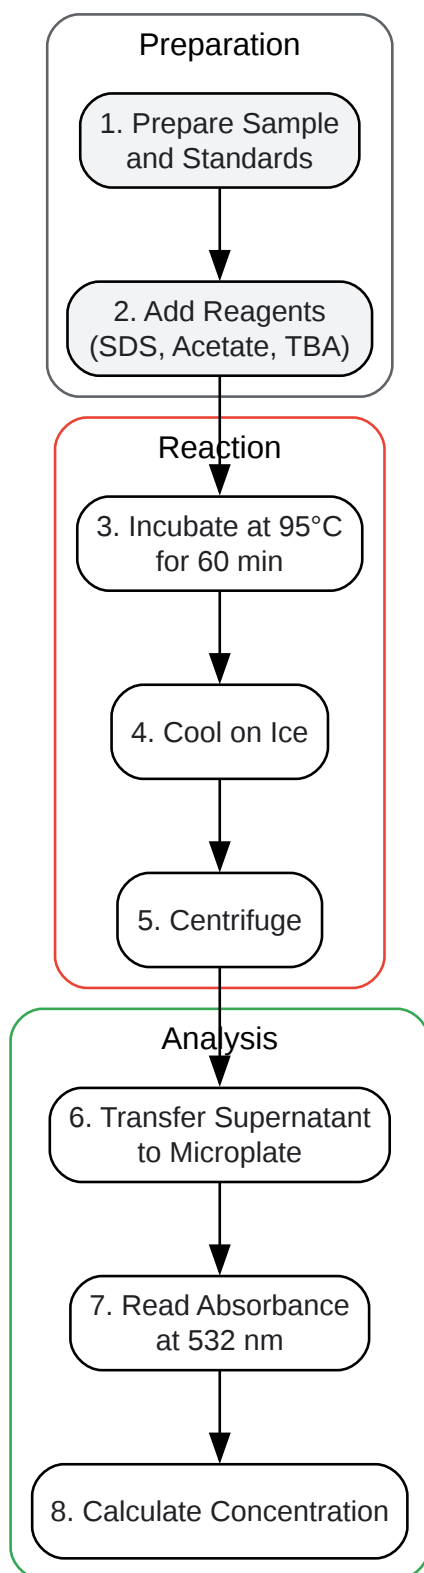 Preparation
1. Prepare Sample
and Standards
2. Add Reagents
(SDS, Acetate, TBA)
Reaction
3. Incubate at 95°C
for 60 min
4. Cool on Ice
5. Centrifuge
Analysis
6. Transfer Supernatant
to Microplate
7. Read Absorbance
at 532 nm
8. Calculate Concentration